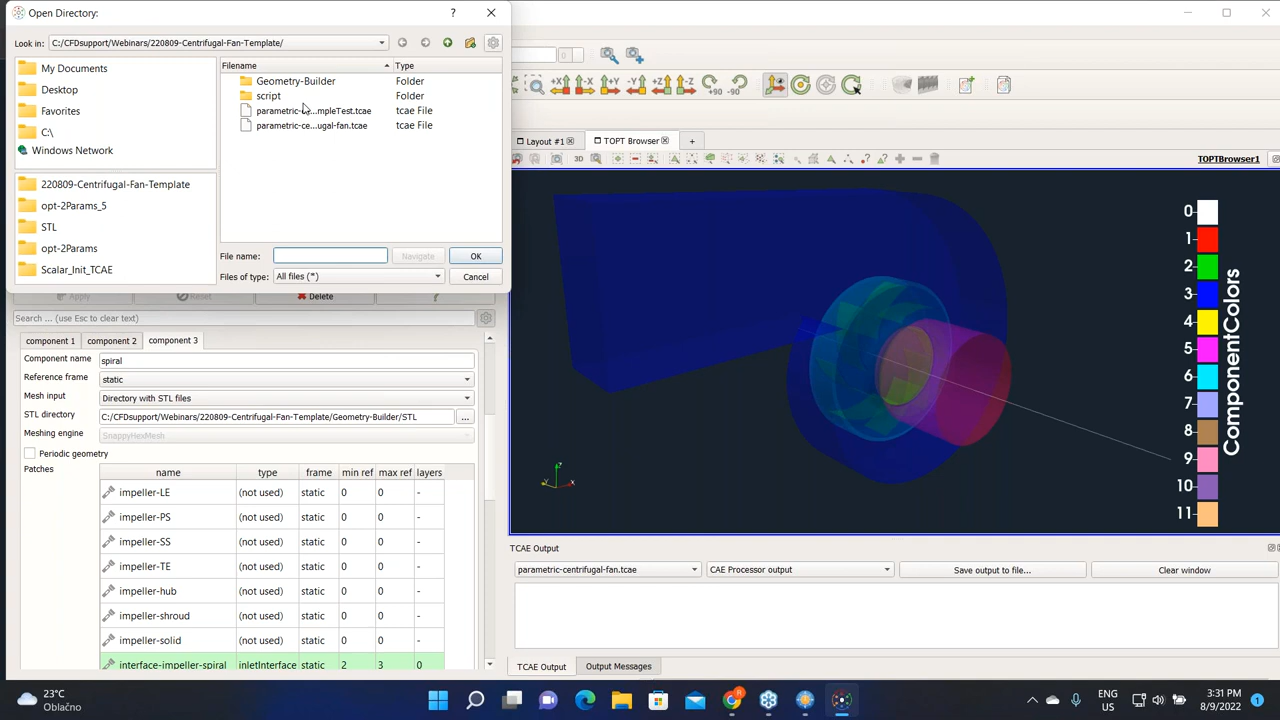 Open Directory:
?
Look in:
C:/CFDsupport/Webinars/220809-Centrifugal-Fan-Template/
My Documents
Desktop
Favorites
C:\
Windows Network
220809-Centrifugal-Fan-Template
opt-2Params_5
STL
opt-2Params
Scalar_Init_TCAE
Filename
Type
Geometry-Builder
Folder
script
Folder
tcae File
parametric-ce...ugal-fan.tcae
tcae File
File name:
Navigate
OK
Files of type:
All files (*)
Cancel
0
+X
-X
+Y
-Y
+Z
-Z
-90
+90
Layout #1
TOPT Browser
+
3D
TOPTBrowser1
Apply
Reset
Delete
?
Search ... (use Esc to clear text)
component 1
component 2
component 3
Component name
spiral
Reference frame
static
Mesh input
Directory with STL files
STL directory
C:/CFDsupport/Webinars/220809-Centrifugal-Fan-Template/Geometry-Builder/STL
...
Meshing engine
SnappyHexMesh
Periodic geometry
Patches
name type frame min ref max ref layers
impeller-LE (not used) static 0 0 -
impeller-PS (not used) static 0 0 -
impeller-SS (not used) static 0 0 -
impeller-TE (not used) static 0 0 -
impeller-hub (not used) static 0 0 -
impeller-shroud (not used) static 0 0 -
impeller-solid (not used) static 0 0 -
interface-impeller-spiral inletInterface static 2 3 0
0
1
2
3
4
5
6
7
8
9
10
11
ComponentColors
z
Y
X
TCAE Output
parametric-centrifugal-fan.tcae
CAE Processor output
Save output to file...
Clear window
TCAE Output
Output Messages
23°C
Oblačno
R
ENG
US
3:31 PM
8/9/2022
1